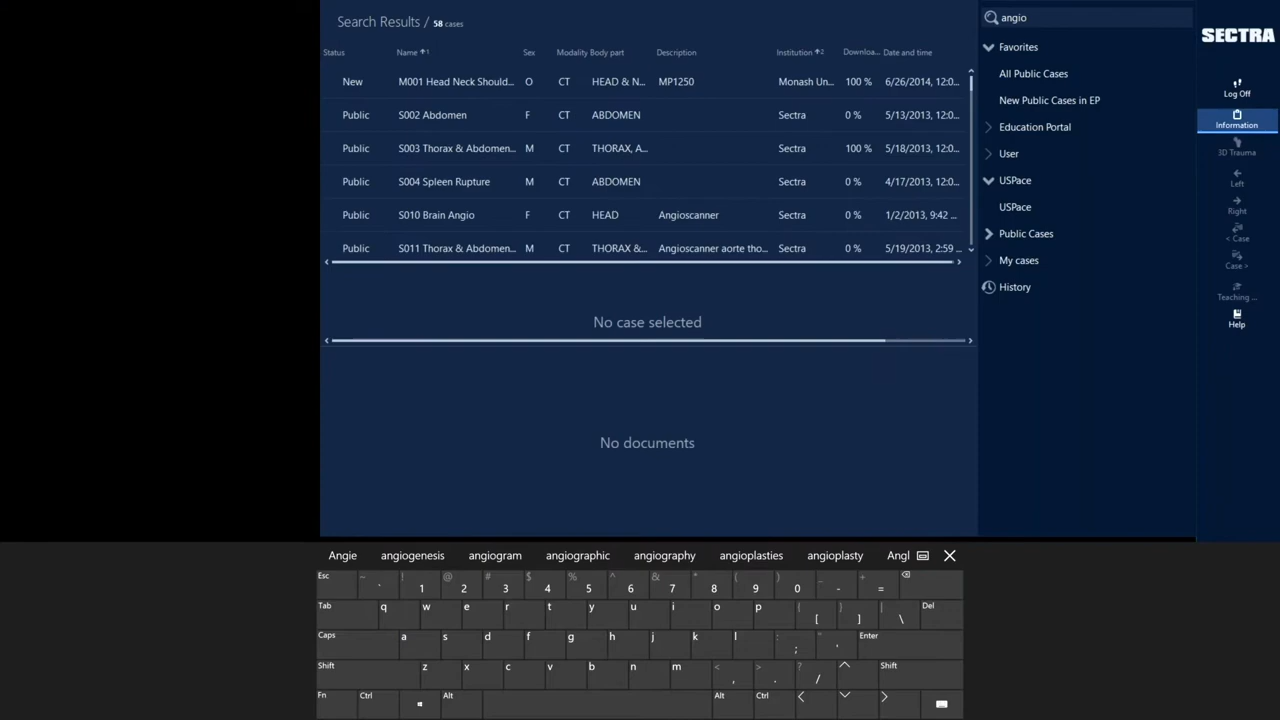 Search Results / 58 cases
Status Name 1 Sex Modality Body part Description Institution 2 Downloa... Date and time
New M001 Head Neck Should... O CT HEAD & N... MP1250 Monash Un... 100 % 6/26/2014, 12:0...
Public S002 Abdomen F CT ABDOMEN Sectra 0 % 5/13/2013, 12:0...
Public S003 Thorax & Abdomen... M CT THORAX, A... Sectra 100 % 5/18/2013, 12:0...
Public S004 Spleen Rupture M CT ABDOMEN Sectra 0 % 4/17/2013, 12:0...
Public S010 Brain Angio F CT HEAD Angioscanner Sectra 0 % 1/2/2013, 9:42 ...
Public S011 Thorax & Abdomen... M CT THORAX &... Angioscanner aorte tho... Sectra 0 % 5/19/2013, 2:59 ...
No case selected
No documents
angio
Favorites
All Public Cases
New Public Cases in EP
Education Portal
User
USPace
USPace
Public Cases
My cases
History
SECTRA
Log Off
Information
3D Trauma
Left
Right
< Case
Case >
Teaching ...
Help
Angie angiogenesis angiogram angiographic angiography angioplasties angioplasty Angl
Esc ~ ` ! 1 @ 2 # 3 $ 4 % 5 ^ 6 & 7 * 8 ( 9 ) 0 _ - + =
Tab q w e r t y u i o p { [ } ] | \ Del
Caps a s d f g h j k l : ; " ' Enter
Shift z x c v b n m < , > . ? / Shift
Fn Ctrl Alt Alt Ctrl